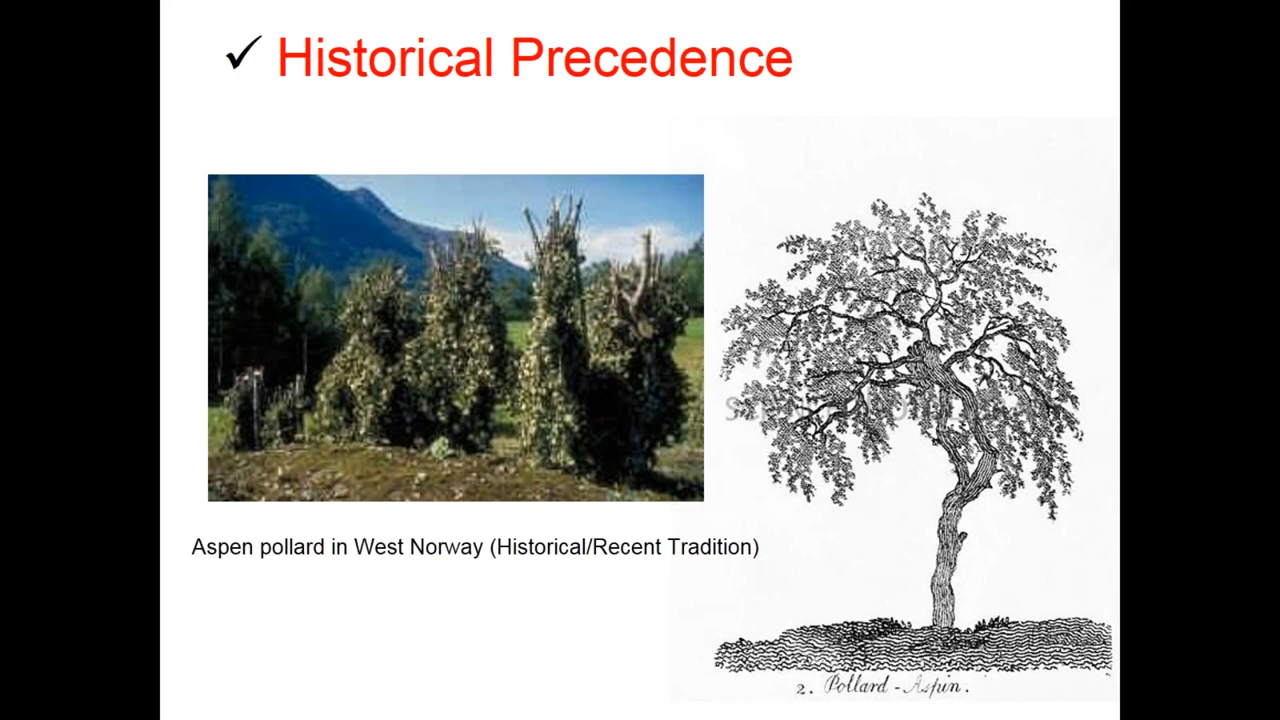 ✓ Historical Precedence
Aspen pollard in West Norway (Historical/Recent Tradition)
2. Pollard - Aspin.